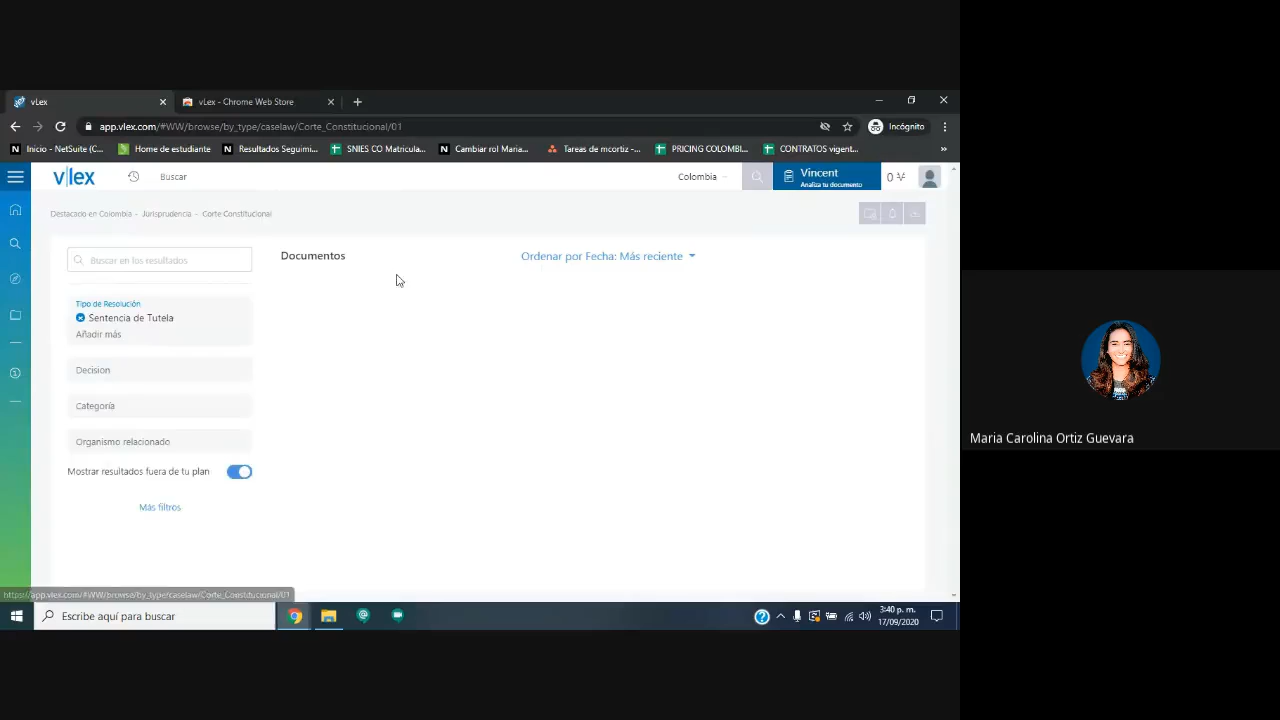 vLex
vLex - Chrome Web Store
app.vlex.com/#WW/browse/by_type/caselaw/Corte_Constitucional/01
Incógnito
Inicio - NetSuite (C...
Home de estudiante
Resultados Seguimi...
SNIES CO Matricula...
Cambiar rol Maria...
Tareas de mcortiz -...
PRICING COLOMBI...
CONTRATOS vigent...
»
v|lex
Buscar
Colombia
Vincent
Analiza tu documento
0
Destacado en Colombia - Jurisprudencia - Corte Constitucional
Buscar en los resultados
Documentos
Ordenar por Fecha: Más reciente
Tipo de Resolución
Sentencia de Tutela
Añadir más
Decision
Categoría
Organismo relacionado
Mostrar resultados fuera de tu plan
Más filtros
https://app.vlex.com/#WW/browse/by_type/caselaw/Corte_Constitucional/01
Escribe aquí para buscar
3:40 p. m.
17/09/2020
Maria Carolina Ortiz Guevara